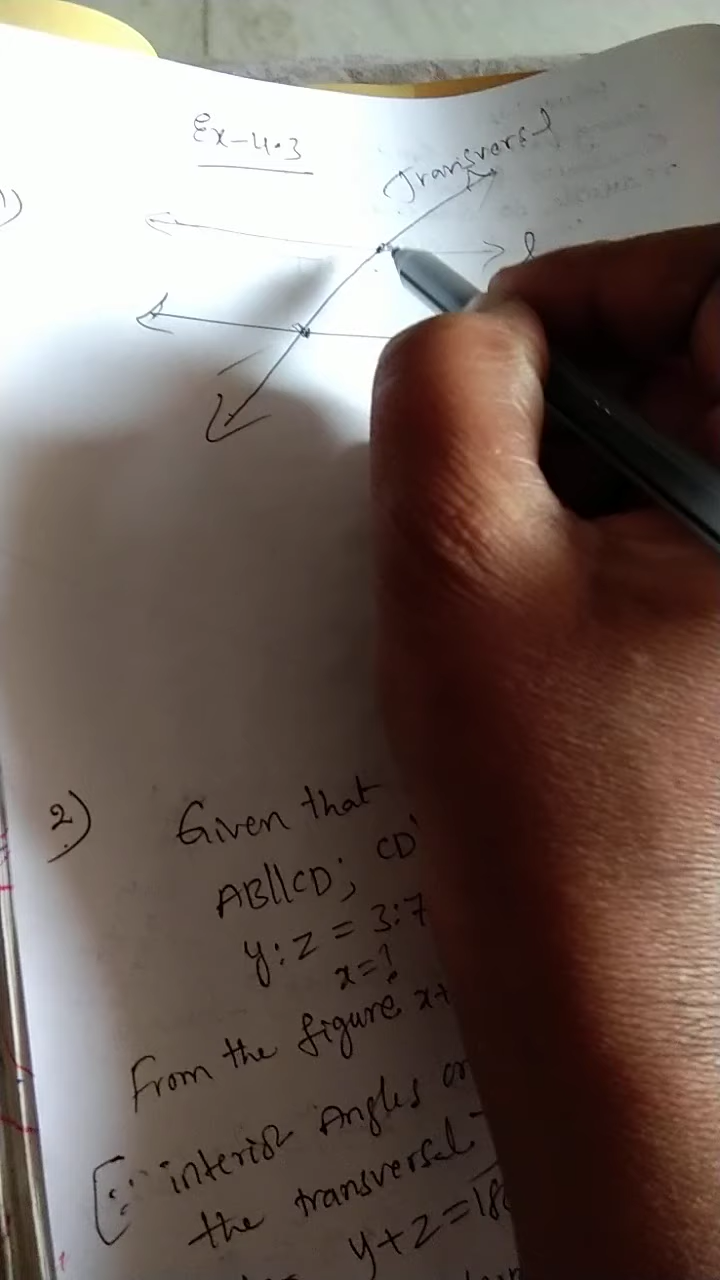 Ex-4.3
Transversal
1)
l
2)
Given that
AB||CD; CD
y:z = 3:7
x=?
From the figure x+
[∵ interior Angles on
the transversal
y+z=180